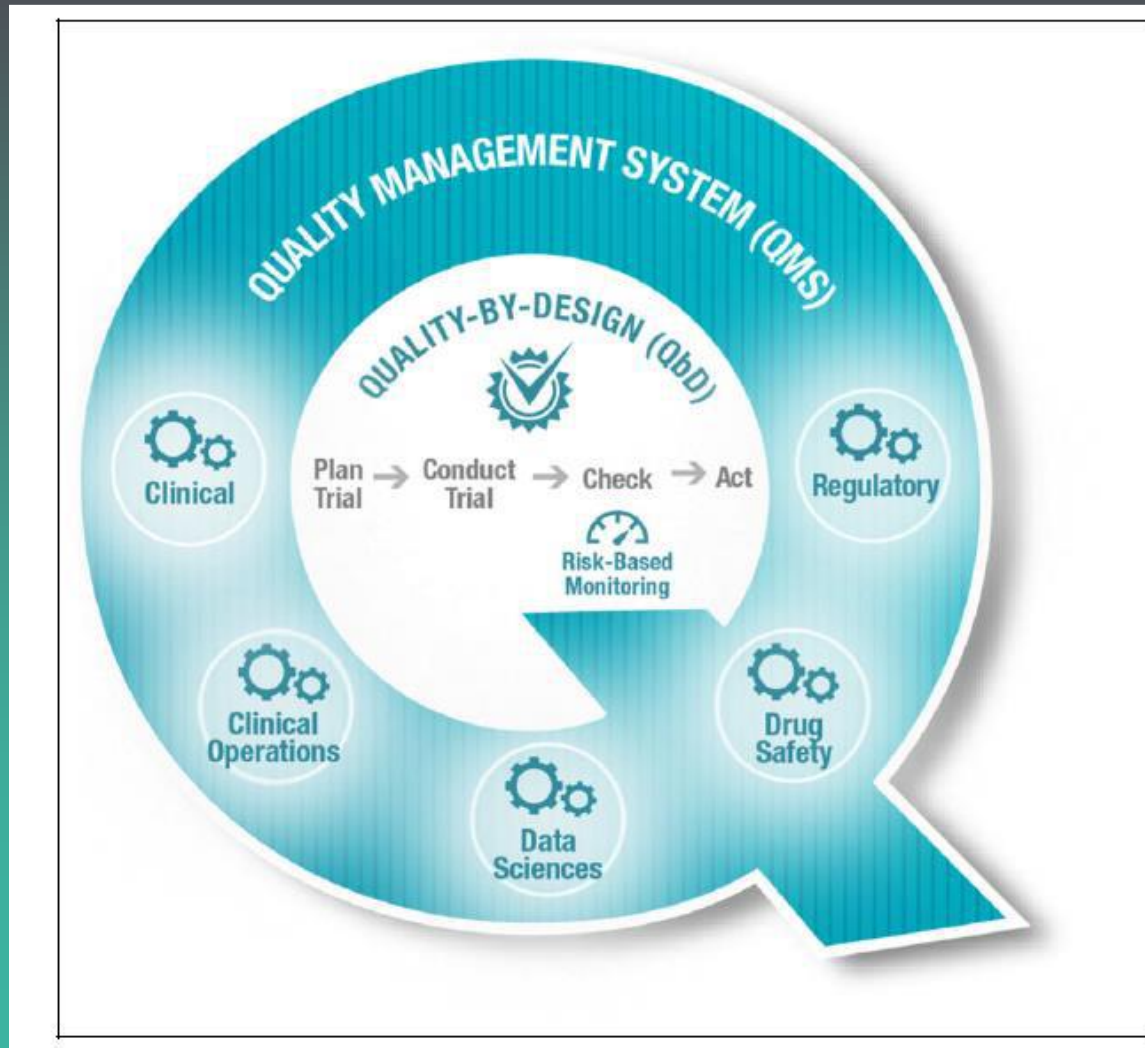 QUALITY MANAGEMENT SYSTEM (QMS)
QUALITY-BY-DESIGN (QbD)
Plan
Trial
Conduct
Trial
Check
Act
Risk-Based
Monitoring
Clinical
Regulatory
Clinical
Operations
Drug
Safety
Data
Sciences